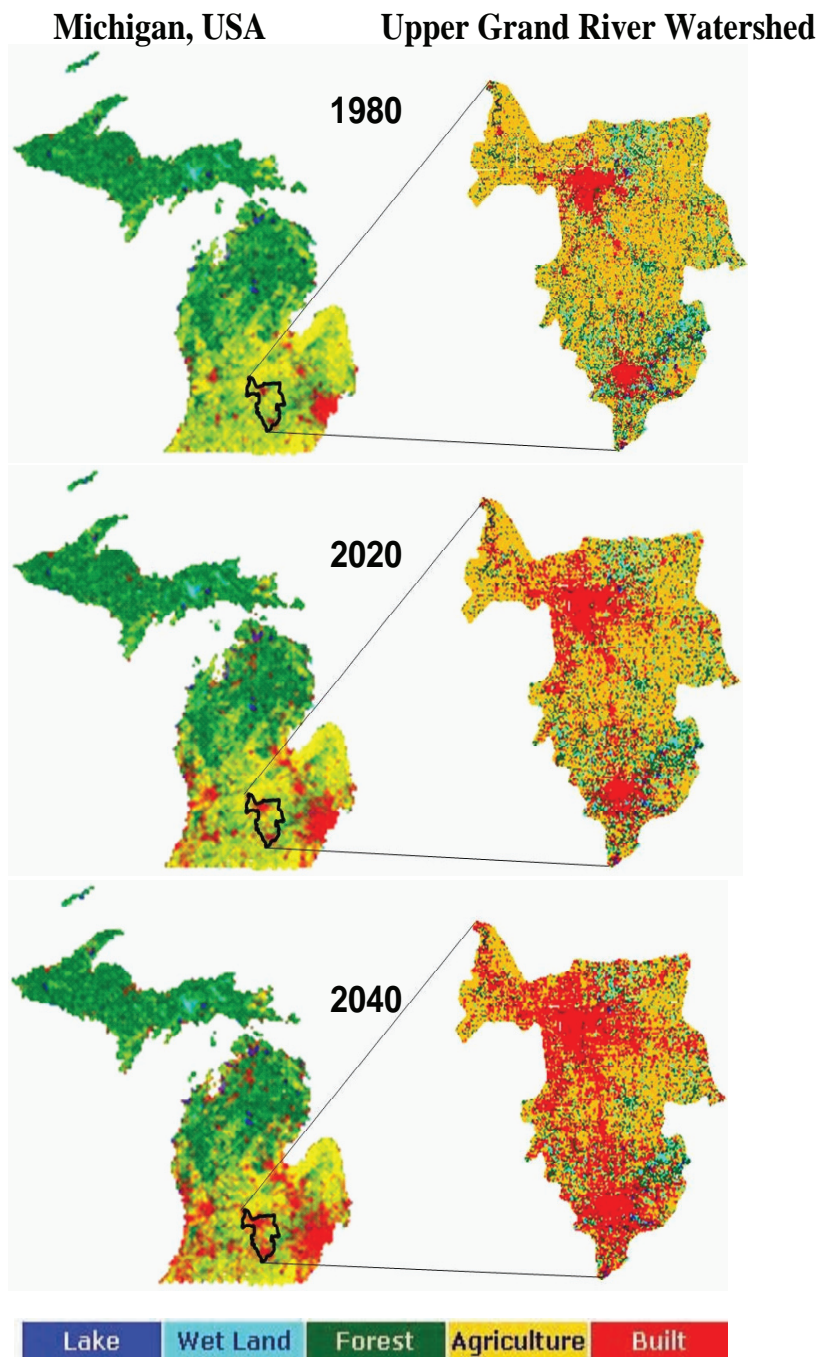 Michigan, USA Upper Grand River Watershed
1980
2020
2040
Lake Wet Land Forest Agriculture Built